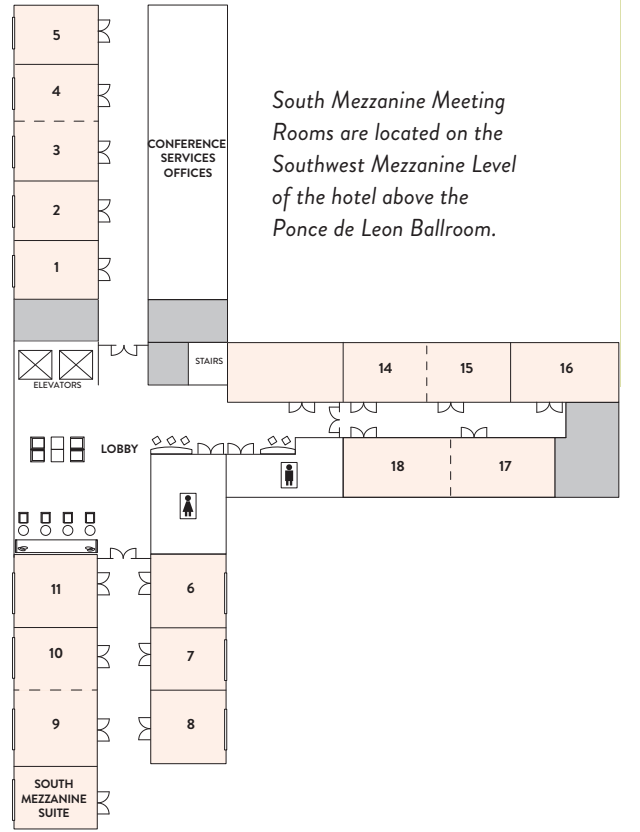 5
4
3
2
1
CONFERENCE
SERVICES
OFFICES
South Mezzanine Meeting
Rooms are located on the
Southwest Mezzanine Level
of the hotel above the
Ponce de Leon Ballroom.
STAIRS
14
15
16
ELEVATORS
LOBBY
18
17
11
10
9
SOUTH
MEZZANINE
SUITE
6
7
8